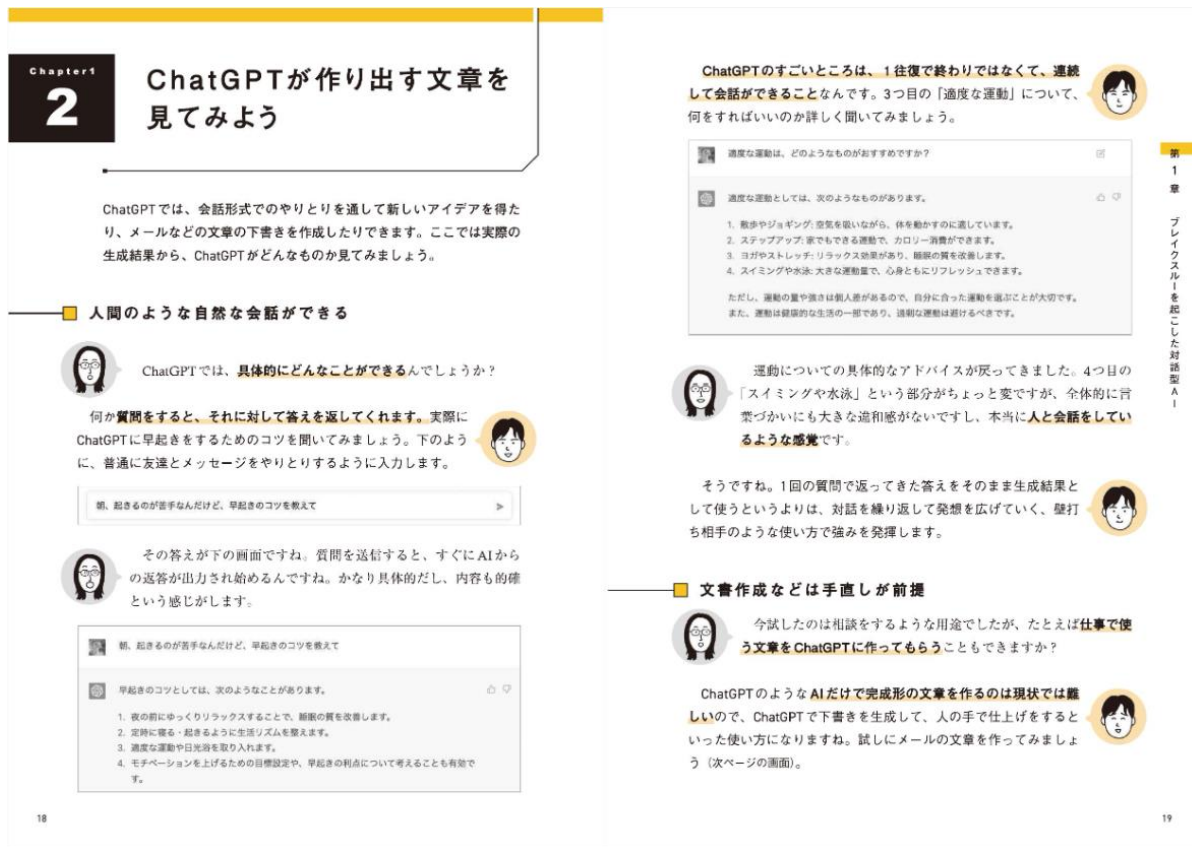 Chapter1
2
ChatGPTが作り出す文章を
見てみよう
ChatGPTでは、会話形式でのやりとりを通して新しいアイデアを得た
り、メールなどの文章の下書きを作成したりできます。ここでは実際の
生成結果から、ChatGPTがどんなものか見てみましょう。
人間のような自然な会話ができる
ChatGPTでは、具体的にどんなことができるんでしょうか？
何か質問をすると、それに対して答えを返してくれます。実際に
ChatGPTに早起きをするためのコツを聞いてみましょう。下のよう
に、普通に友達とメッセージをやりとりするように入力します。
朝、起きるのが苦手なんだけど、早起きのコツを教えて
その答えが下の画面ですね。質問を送信すると、すぐにAIから
の返答が出力され始めるんですね。かなり具体的だし、内容も的確
という感じがします。
朝、起きるのが苦手なんだけど、早起きのコツを教えて
早起きのコツとしては、次のようなことがあります。
1. 夜の前にゆっくりリラックスすることで、睡眠の質を改善します。
2. 定時に寝る・起きるように生活リズムを整えます。
3. 適度な運動や日光浴を取り入れます。
4. モチベーションを上げるための目標設定や、早起きの利点について考えることも有効で
す。
18
ChatGPTのすごいところは、1往復で終わりではなくて、連続
して会話ができることなんです。3つ目の「適度な運動」について、
何をすればいいのか詳しく聞いてみましょう。
適度な運動は、どのようなものがおすすめですか？
適度な運動としては、次のようなものがあります。
1. 散歩やジョギング: 空気を吸いながら、体を動かすのに適しています。
2. ステップアップ: 家でもできる運動で、カロリー消費ができます。
3. ヨガやストレッチ: リラックス効果があり、睡眠の質を改善します。
4. スイミングや水泳: 大きな運動量で、心身ともにリフレッシュできます。
ただし、運動の量や強さは個人差があるので、自分に合った運動を選ぶことが大切です。
また、運動は健康的な生活の一部であり、過剰な運動は避けるべきです。
運動についての具体的なアドバイスが戻ってきました。4つ目の
「スイミングや水泳」という部分がちょっと変ですが、全体的に言
葉づかいにも大きな違和感がないですし、本当に人と会話をしてい
るような感覚です。
そうですね。1回の質問で返ってきた答えをそのまま生成結果と
して使うというよりは、対話を繰り返して発想を広げていく、壁打
ち相手のような使い方で強みを発揮します。
文書作成などは手直しが前提
今試したのは相談をするような用途でしたが、たとえば仕事で使
う文章をChatGPTに作ってもらうこともできますか？
ChatGPTのようなAIだけで完成形の文章を作るのは現状では難
しいので、ChatGPTで下書きを生成して、人の手で仕上げをすると
いった使い方になりますね。試しにメールの文章を作ってみましょ
う（次ページの画面）。
第1章 ブレイクスルーを起こした対話型AI
19